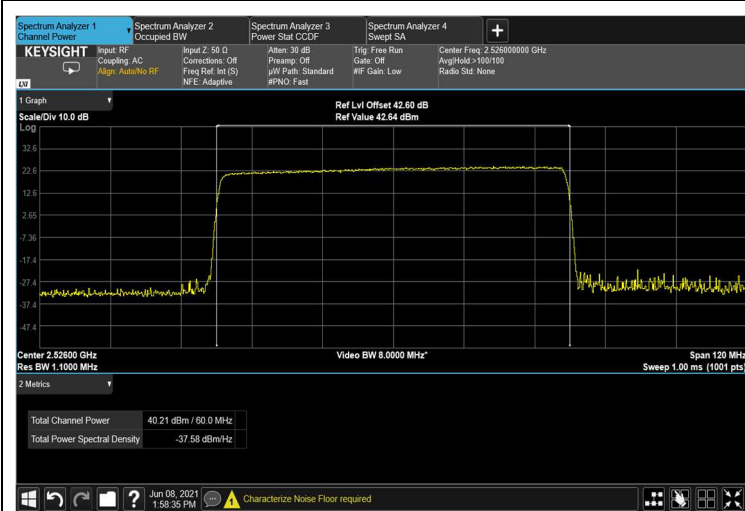 Spectrum Analyzer 1
Channel Power
Spectrum Analyzer 2
Occupied BW
Spectrum Analyzer 3
Power Stat CCDF
Spectrum Analyzer 4
Swept SA
KEYSIGHT
LXI
Input: RF
Coupling: AC
Align: Auto/No RF
Input Z: 50 Ω
Corrections: Off
Freq Ref: Int (S)
NFE: Adaptive
Atten: 30 dB
Preamp: Off
µW Path: Standard
#PNO: Fast
Trig: Free Run
Gate: Off
#IF Gain: Low
Center Freq: 2.526000000 GHz
Avg|Hold:>100/100
Radio Std: None
1 Graph
Scale/Div 10.0 dB
Ref Lvl Offset 42.60 dB
Ref Value 42.64 dBm
Log
32.6
22.6
12.6
2.65
-7.36
-17.4
-27.4
-37.4
-47.4
Center 2.52600 GHz
Res BW 1.1000 MHz
Video BW 8.0000 MHz*
Span 120 MHz
Sweep 1.00 ms (1001 pts)
2 Metrics
Total Channel Power 40.21 dBm / 60.0 MHz
Total Power Spectral Density -37.58 dBm/Hz
?
Jun 08, 2021
1:58:35 PM
1
Characterize Noise Floor required